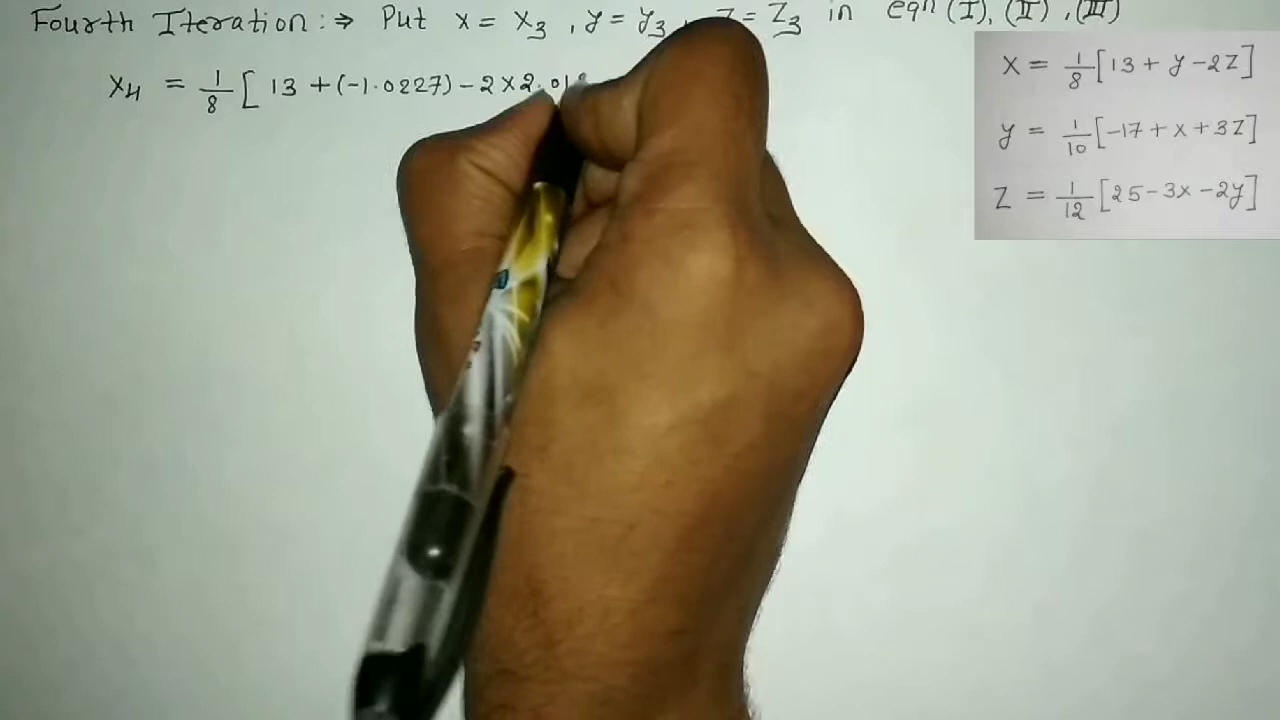 Fourth Iteration :⇒ Put x = x₃ , y = y₃ , Z = Z₃ in eqn (I), (II) , (III)
x₄ = 1/8 [ 13 + (-1.0227) - 2 × 2.01
x = 1/8 [13 + y - 2Z]
y = 1/10 [-17 + x + 3Z]
Z = 1/12 [25 - 3x - 2y]